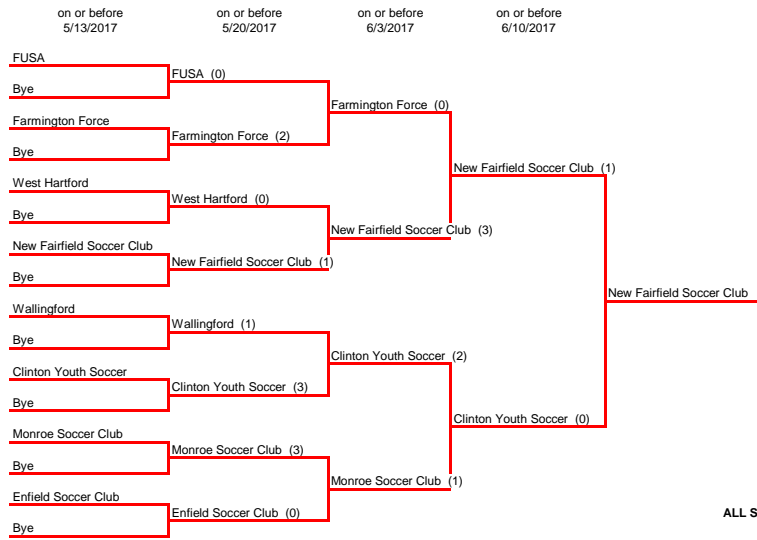 on or before on or before on or before on or before
5/13/2017 5/20/2017 6/3/2017 6/10/2017
FUSA
FUSA (0)
Bye
Farmington Force (0)
Farmington Force
Farmington Force (2)
Bye
New Fairfield Soccer Club (1)
West Hartford
West Hartford (0)
Bye
New Fairfield Soccer Club (3)
New Fairfield Soccer Club
New Fairfield Soccer Club (1)
Bye
New Fairfield Soccer Club
Wallingford
Wallingford (1)
Bye
Clinton Youth Soccer (2)
Clinton Youth Soccer
Clinton Youth Soccer (3)
Bye
Clinton Youth Soccer (0)
Monroe Soccer Club
Monroe Soccer Club (3)
Bye
Monroe Soccer Club (1)
Enfield Soccer Club
Enfield Soccer Club (0)
ALL S
Bye